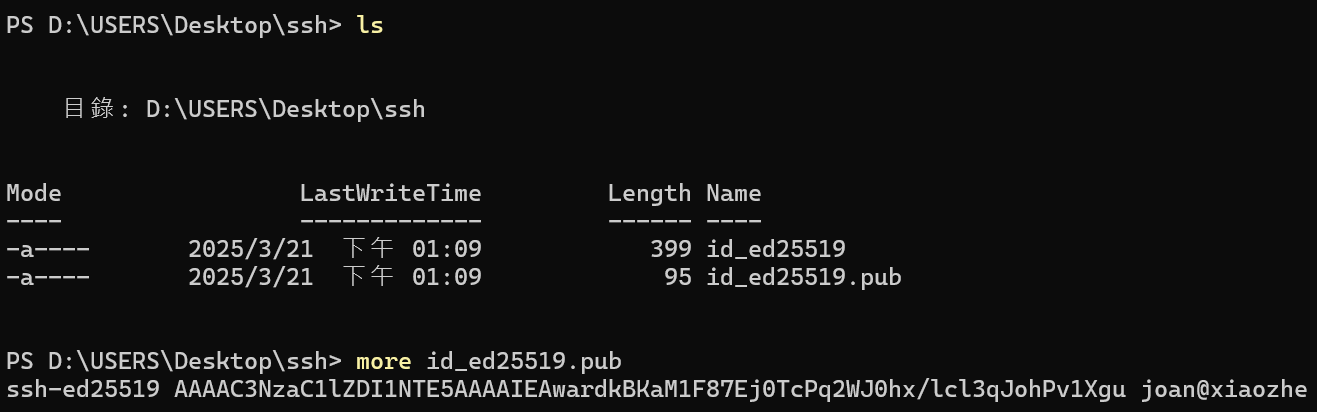 PS D:\USERS\Desktop\ssh> ls
目錄: D:\USERS\Desktop\ssh
Mode LastWriteTime Length Name
---- ------------- ------ ----
-a---- 2025/3/21 下午 01:09 399 id_ed25519
-a---- 2025/3/21 下午 01:09 95 id_ed25519.pub
PS D:\USERS\Desktop\ssh> more id_ed25519.pub
ssh-ed25519 AAAAC3NzaC1lZDI1NTE5AAAAIEAwardkBKaM1F87Ej0TcPq2WJ0hx/lcl3qJohPv1Xgu joan@xiaozhe